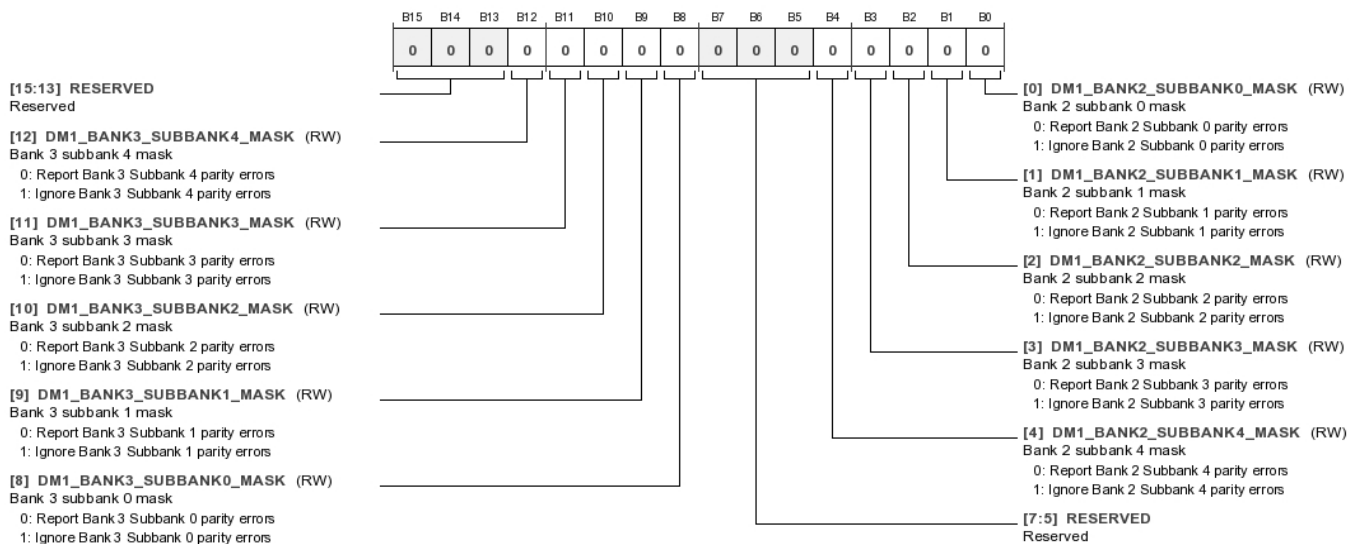 B15 B14 B13 B12 B11 B10 B9 B8 B7 B6 B5 B4 B3 B2 B1 B0
0 0 0 0 0 0 0 0 0 0 0 0 0 0 0 0
[15:13] RESERVED
Reserved
[12] DM1_BANK3_SUBBANK4_MASK (RW)
Bank 3 subbank 4 mask
0: Report Bank 3 Subbank 4 parity errors
1: Ignore Bank 3 Subbank 4 parity errors
[11] DM1_BANK3_SUBBANK3_MASK (RW)
Bank 3 subbank 3 mask
0: Report Bank 3 Subbank 3 parity errors
1: Ignore Bank 3 Subbank 3 parity errors
[10] DM1_BANK3_SUBBANK2_MASK (RW)
Bank 3 subbank 2 mask
0: Report Bank 3 Subbank 2 parity errors
1: Ignore Bank 3 Subbank 2 parity errors
[9] DM1_BANK3_SUBBANK1_MASK (RW)
Bank 3 subbank 1 mask
0: Report Bank 3 Subbank 1 parity errors
1: Ignore Bank 3 Subbank 1 parity errors
[8] DM1_BANK3_SUBBANK0_MASK (RW)
Bank 3 subbank 0 mask
0: Report Bank 3 Subbank 0 parity errors
1: Ignore Bank 3 Subbank 0 parity errors
[0] DM1_BANK2_SUBBANK0_MASK (RW)
Bank 2 subbank 0 mask
0: Report Bank 2 Subbank 0 parity errors
1: Ignore Bank 2 Subbank 0 parity errors
[1] DM1_BANK2_SUBBANK1_MASK (RW)
Bank 2 subbank 1 mask
0: Report Bank 2 Subbank 1 parity errors
1: Ignore Bank 2 Subbank 1 parity errors
[2] DM1_BANK2_SUBBANK2_MASK (RW)
Bank 2 subbank 2 mask
0: Report Bank 2 Subbank 2 parity errors
1: Ignore Bank 2 Subbank 2 parity errors
[3] DM1_BANK2_SUBBANK3_MASK (RW)
Bank 2 subbank 3 mask
0: Report Bank 2 Subbank 3 parity errors
1: Ignore Bank 2 Subbank 3 parity errors
[4] DM1_BANK2_SUBBANK4_MASK (RW)
Bank 2 subbank 4 mask
0: Report Bank 2 Subbank 4 parity errors
1: Ignore Bank 2 Subbank 4 parity errors
[7:5] RESERVED
Reserved